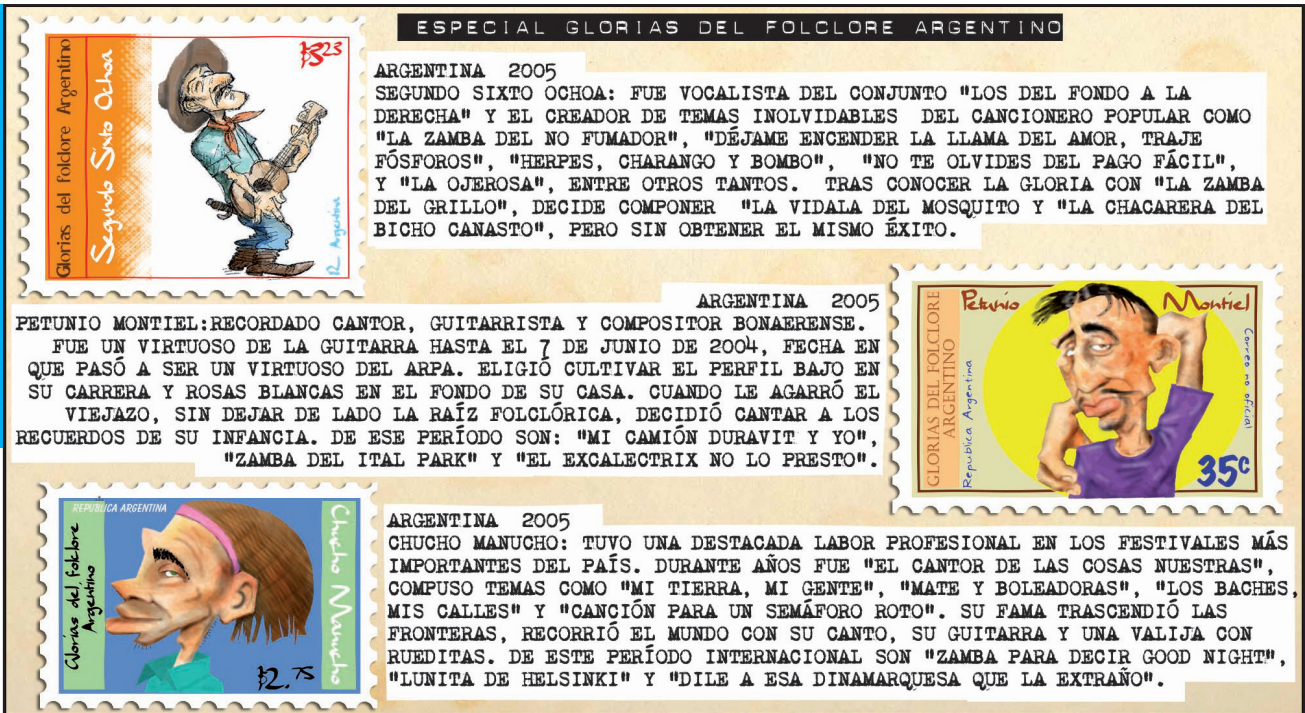 ESPECIAL GLORIAS DEL FOLCLORE ARGENTINO
Glorias del Folclore Argentino
Segundo Sixto Ochoa
$23
R. Argentina
ARGENTINA 2005
SEGUNDO SIXTO OCHOA: FUE VOCALISTA DEL CONJUNTO "LOS DEL FONDO A LA
DERECHA" Y EL CREADOR DE TEMAS INOLVIDABLES DEL CANCIONERO POPULAR COMO
"LA ZAMBA DEL NO FUMADOR", "DÉJAME ENCENDER LA LLAMA DEL AMOR, TRAJE
FÓSFOROS", "HERPES, CHARANGO Y BOMBO", "NO TE OLVIDES DEL PAGO FÁCIL",
Y "LA OJEROSA", ENTRE OTROS TANTOS. TRAS CONOCER LA GLORIA CON "LA ZAMBA
DEL GRILLO", DECIDE COMPONER "LA VIDALA DEL MOSQUITO Y "LA CHACARERA DEL
BICHO CANASTO", PERO SIN OBTENER EL MISMO ÉXITO.
ARGENTINA 2005
PETUNIO MONTIEL:RECORDADO CANTOR, GUITARRISTA Y COMPOSITOR BONAERENSE.
FUE UN VIRTUOSO DE LA GUITARRA HASTA EL 7 DE JUNIO DE 2004, FECHA EN
QUE PASÓ A SER UN VIRTUOSO DEL ARPA. ELIGIÓ CULTIVAR EL PERFIL BAJO EN
SU CARRERA Y ROSAS BLANCAS EN EL FONDO DE SU CASA. CUANDO LE AGARRÓ EL
VIEJAZO, SIN DEJAR DE LADO LA RAÍZ FOLCLÓRICA, DECIDIÓ CANTAR A LOS
RECUERDOS DE SU INFANCIA. DE ESE PERÍODO SON: "MI CAMIÓN DURAVIT Y YO",
"ZAMBA DEL ITAL PARK" Y "EL EXCALECTRIX NO LO PRESTO".
Petunio Montiel
GLORIAS DEL FOLCLORE
ARGENTINO
Republica Argentina
Correo no oficial
35c
REPUBLICA ARGENTINA
Glorias del folclore
Argentino
Chucho Manucho
$2.75
ARGENTINA 2005
CHUCHO MANUCHO: TUVO UNA DESTACADA LABOR PROFESIONAL EN LOS FESTIVALES MÁS
IMPORTANTES DEL PAÍS. DURANTE AÑOS FUE "EL CANTOR DE LAS COSAS NUESTRAS",
COMPUSO TEMAS COMO "MI TIERRA, MI GENTE", "MATE Y BOLEADORAS", "LOS BACHES,
MIS CALLES" Y "CANCIÓN PARA UN SEMÁFORO ROTO". SU FAMA TRASCENDIÓ LAS
FRONTERAS, RECORRIÓ EL MUNDO CON SU CANTO, SU GUITARRA Y UNA VALIJA CON
RUEDITAS. DE ESTE PERÍODO INTERNACIONAL SON "ZAMBA PARA DECIR GOOD NIGHT",
"LUNITA DE HELSINKI" Y "DILE A ESA DINAMARQUESA QUE LA EXTRAÑO".